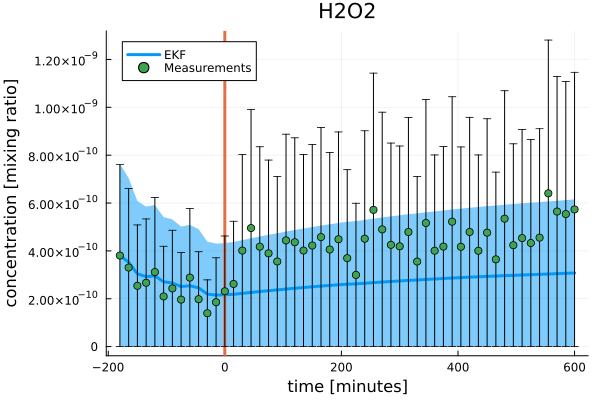 H2O2
EKF
Measurements
1.20×10⁻⁹
1.00×10⁻⁹
8.00×10⁻¹⁰
6.00×10⁻¹⁰
4.00×10⁻¹⁰
2.00×10⁻¹⁰
0
concentration [mixing ratio]
−200 0 200 400 600
time [minutes]